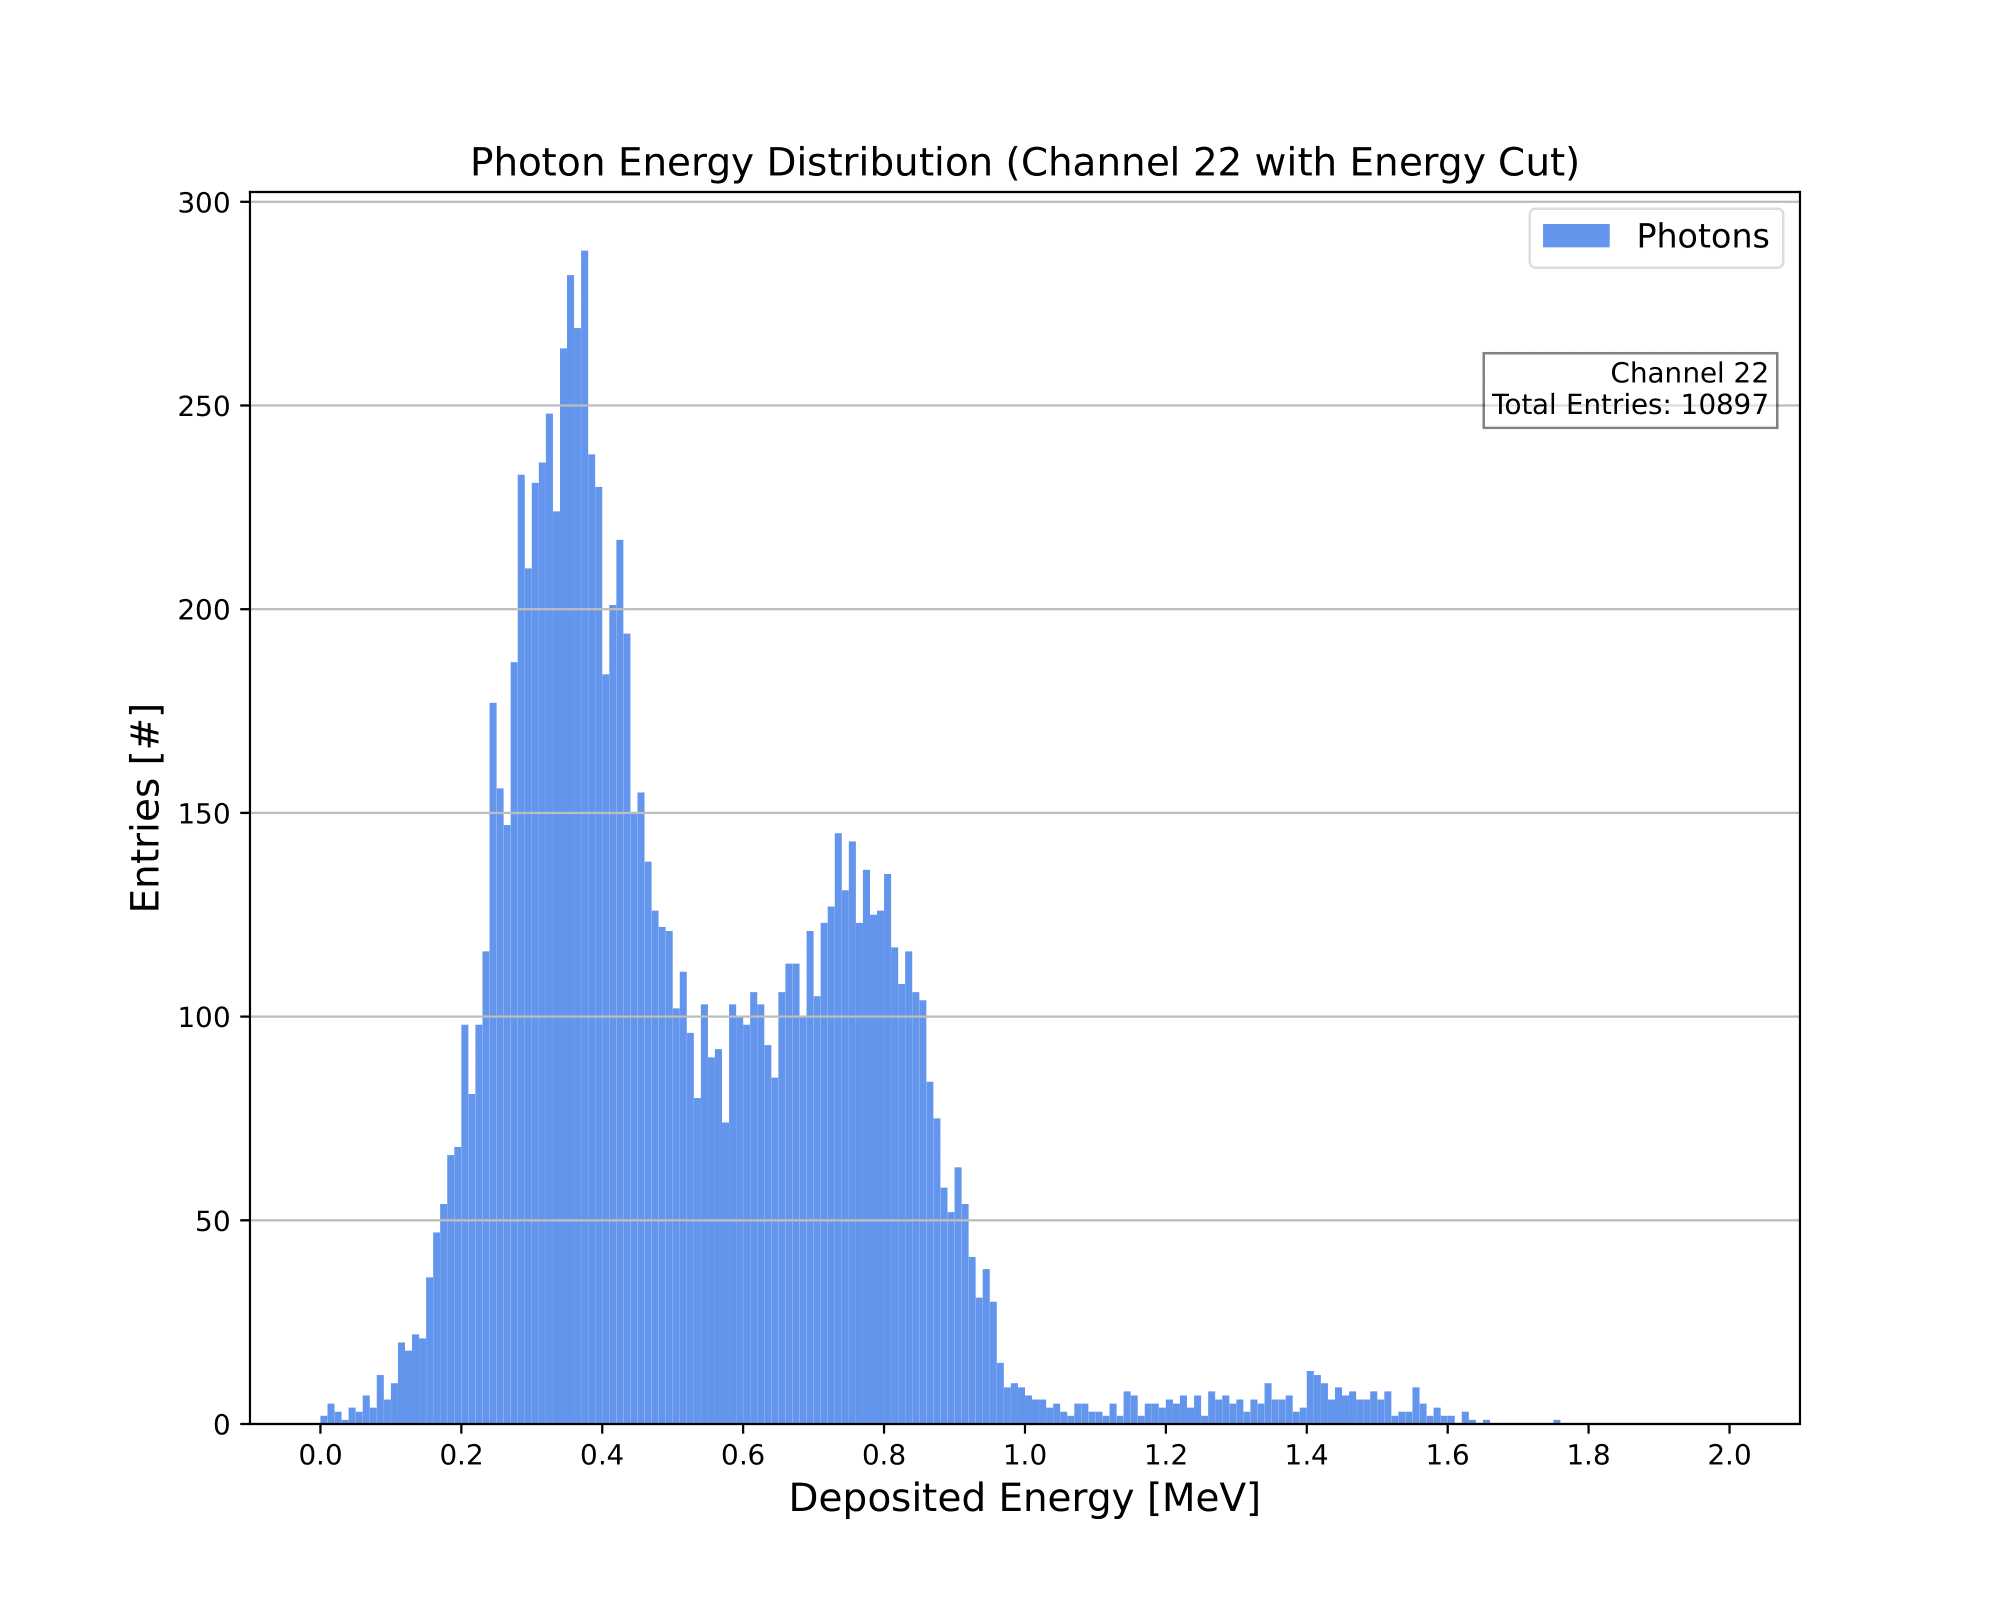 Photon Energy Distribution (Channel 22 with Energy Cut)
Photons
Channel 22
Total Entries: 10897
Entries [#]
300
250
200
150
100
50
0
0.0 0.2 0.4 0.6 0.8 1.0 1.2 1.4 1.6 1.8 2.0
Deposited Energy [MeV]